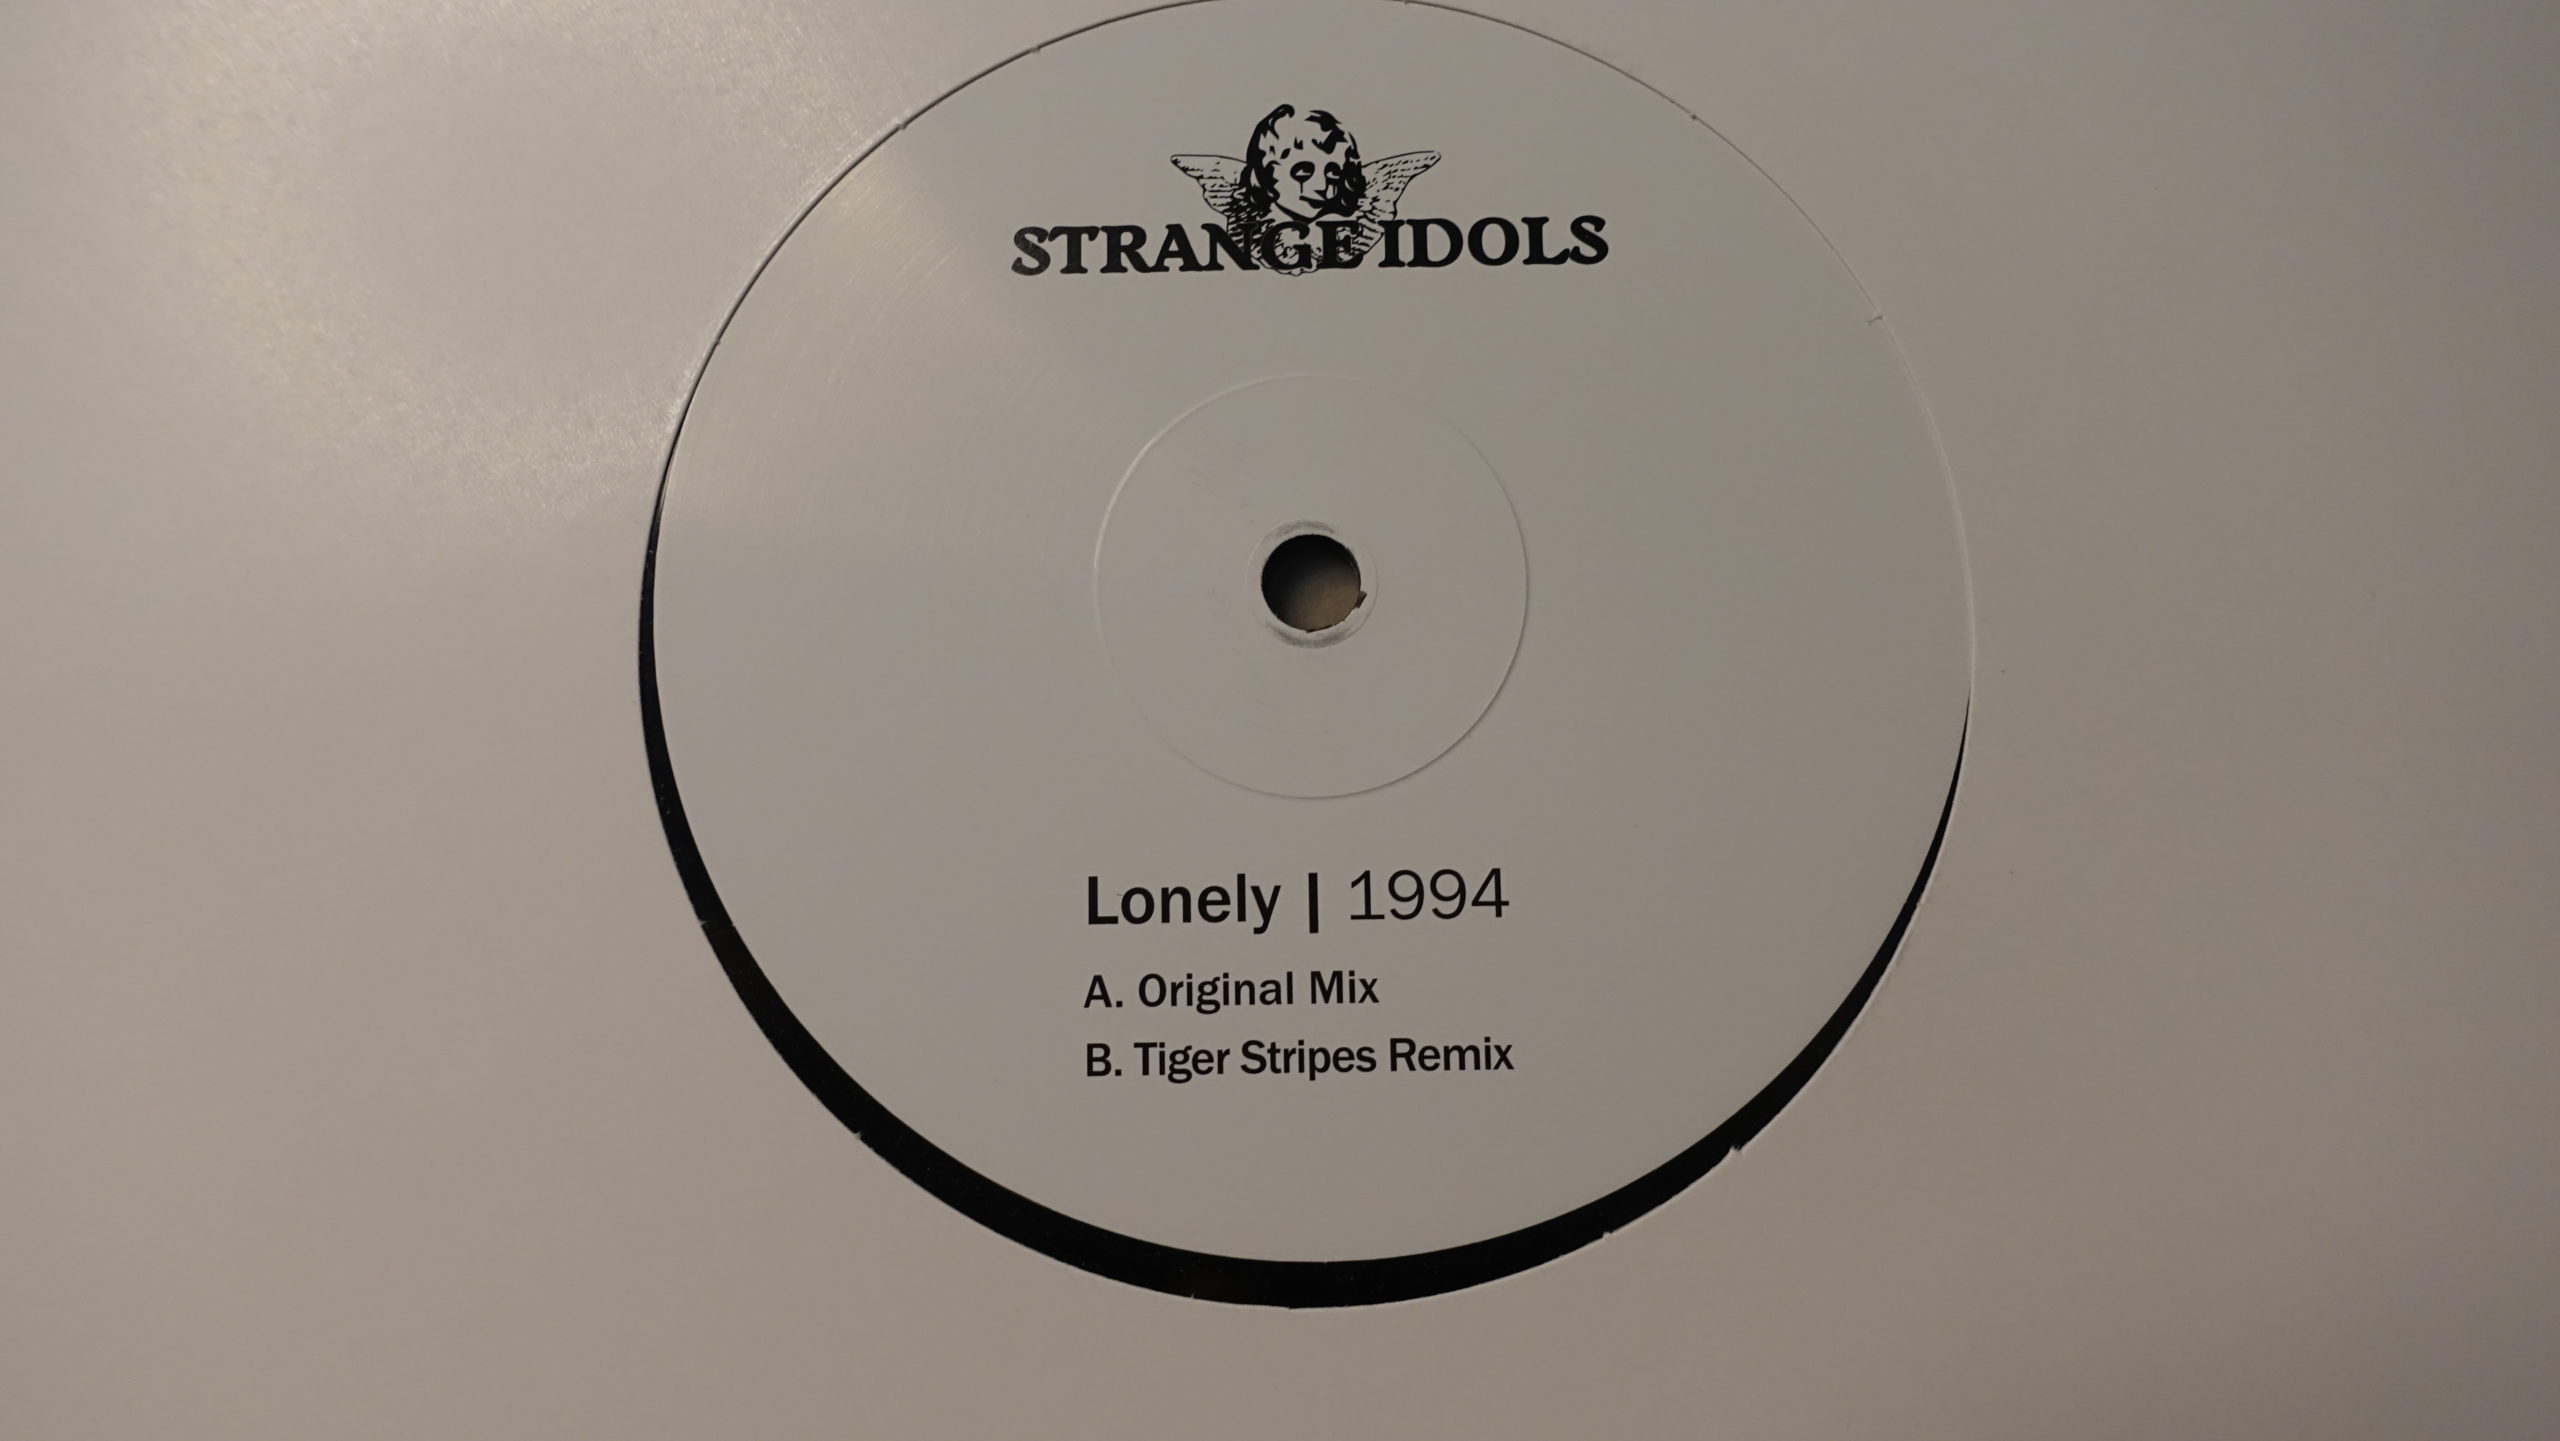 STRANGE IDOLS
Lonely | 1994
A. Original Mix
B. Tiger Stripes Remix